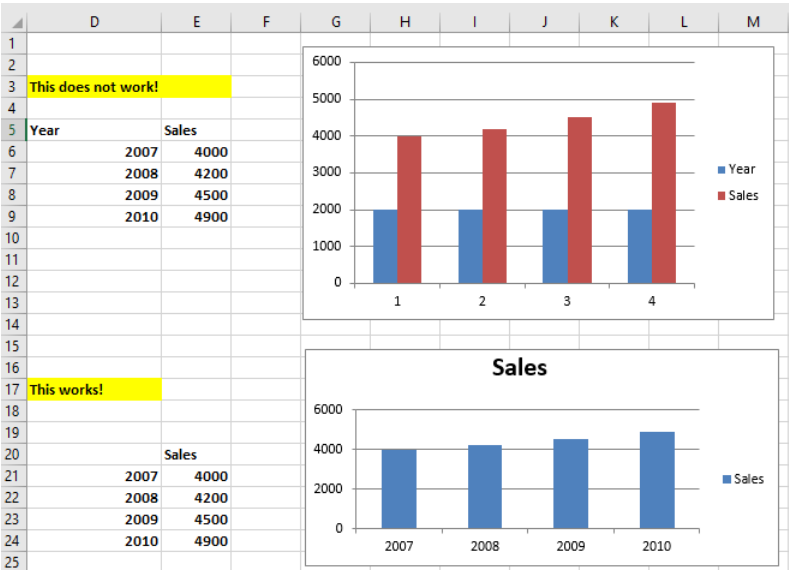 D E F G H I J K L M
1
2
3 This does not work!
4
5 Year Sales
6 2007 4000
7 2008 4200
8 2009 4500
9 2010 4900
10
11
12
13
14
15
16
17 This works!
18
19
20 Sales
21 2007 4000
22 2008 4200
23 2009 4500
24 2010 4900
25
6000
5000
4000
3000
2000
1000
0
1 2 3 4
Year
Sales
Sales
6000
4000
2000
0
2007 2008 2009 2010
Sales